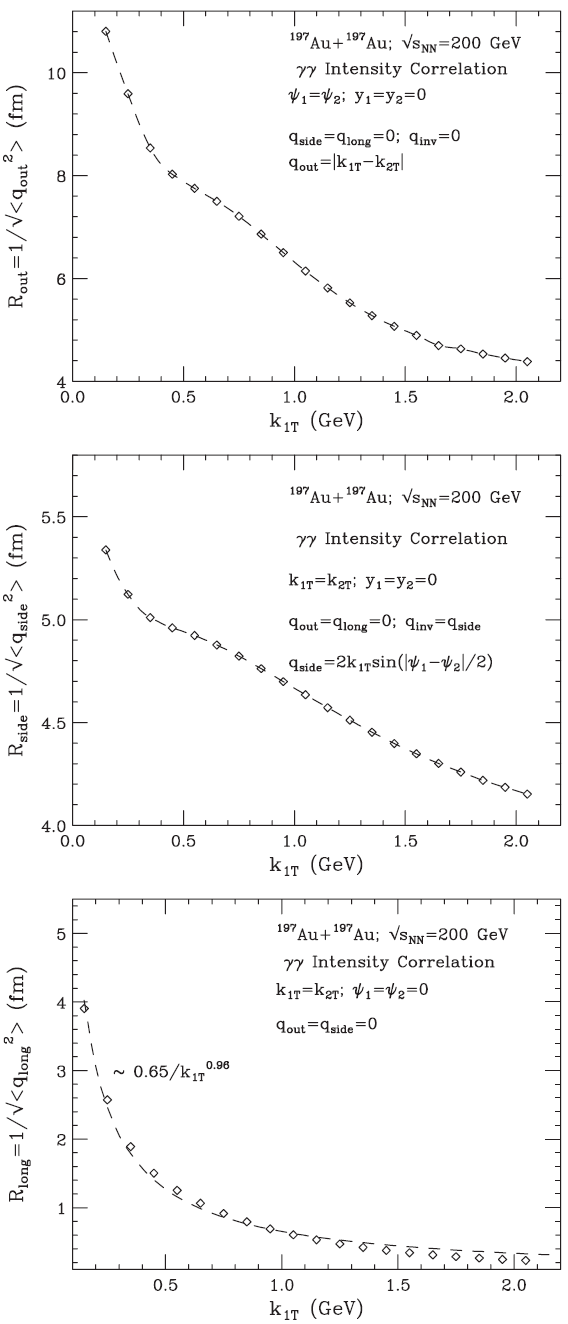 ¹⁹⁷Au+¹⁹⁷Au; √s_NN=200 GeV
γγ Intensity Correlation
ψ₁=ψ₂; y₁=y₂=0
q_side=q_long=0; q_inv=0
q_out=|k_1T−k_2T|
R_out=1/√<q_out²> (fm)
10
8
6
4
0.0 0.5 1.0 1.5 2.0
k_1T (GeV)
¹⁹⁷Au+¹⁹⁷Au; √s_NN=200 GeV
γγ Intensity Correlation
k_1T=k_2T; y₁=y₂=0
q_out=q_long=0; q_inv=q_side
q_side=2k_1Tsin(|ψ₁−ψ₂|/2)
R_side=1/√<q_side²> (fm)
5.5
5.0
4.5
4.0
0.0 0.5 1.0 1.5 2.0
k_1T (GeV)
¹⁹⁷Au+¹⁹⁷Au; √s_NN=200 GeV
γγ Intensity Correlation
k_1T=k_2T; ψ₁=ψ₂=0
q_out=q_side=0
~ 0.65/k_1T^0.96
R_long=1/√<q_long²> (fm)
5
4
3
2
1
0.5 1.0 1.5 2.0
k_1T (GeV)